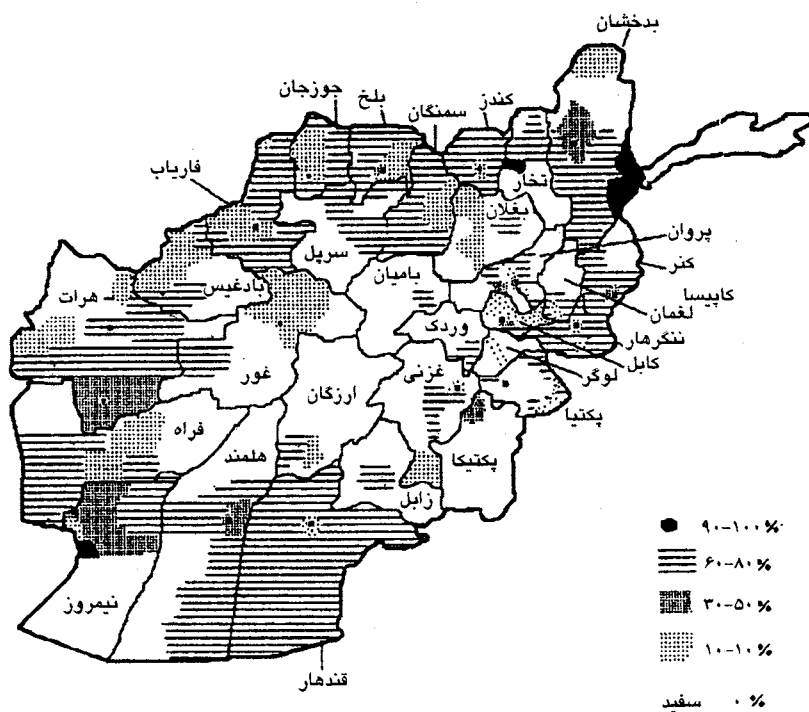 بدخشان
کندز
سمنگان
بلخ
جوزجان
فاریاب
تخار
بغلان
سرپل
بامیان
پروان
کنر
کاپیسا
لغمان
ننگرهار
کابل
لوگر
پکتیا
بادغیس
هرات
وردک
غزنی
غور
ارزگان
فراه
هلمند
پکتیکا
زابل
نیمروز
قندهار
۹۰-۱۰۰%
۶۰-۸۰%
۳۰-۵۰%
۱۰-۱۰%
سفید ۰%